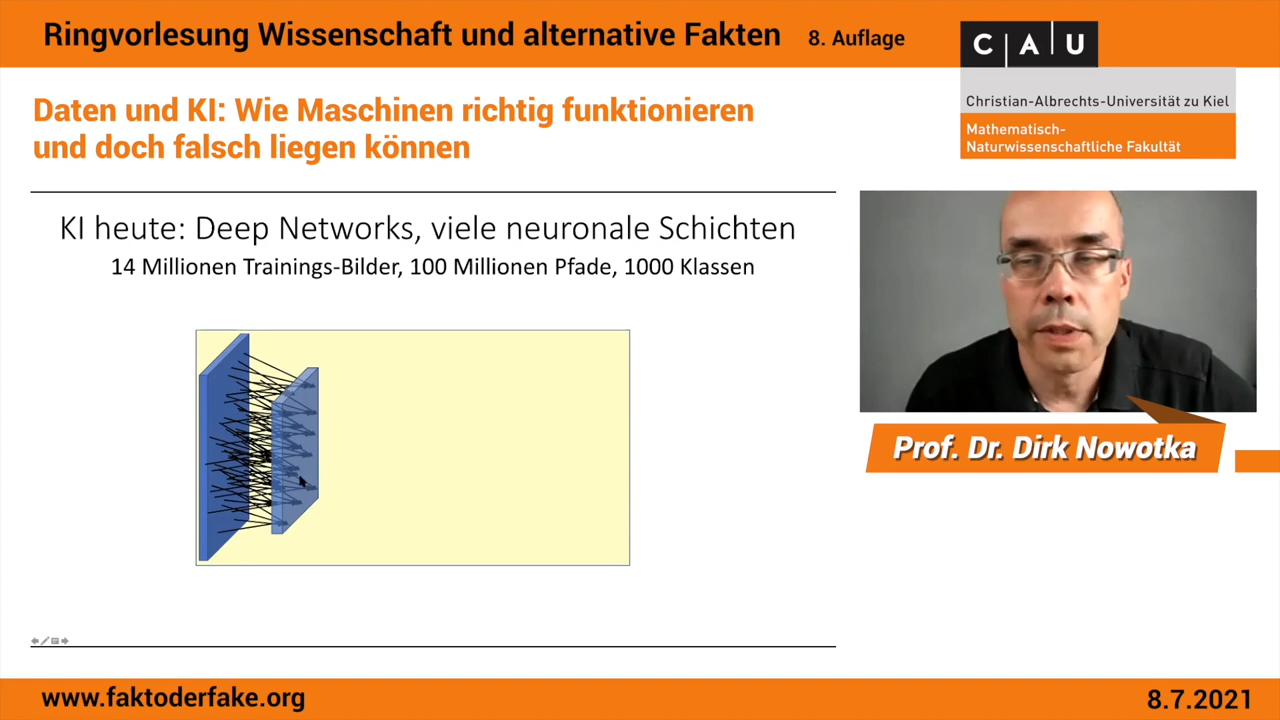 Ringvorlesung Wissenschaft und alternative Fakten 8. Auflage
C A U
Christian-Albrechts-Universität zu Kiel
Mathematisch-
Naturwissenschaftliche Fakultät
Daten und KI: Wie Maschinen richtig funktionieren
und doch falsch liegen können
KI heute: Deep Networks, viele neuronale Schichten
14 Millionen Trainings-Bilder, 100 Millionen Pfade, 1000 Klassen
Prof. Dr. Dirk Nowotka
www.faktoderfake.org
8.7.2021